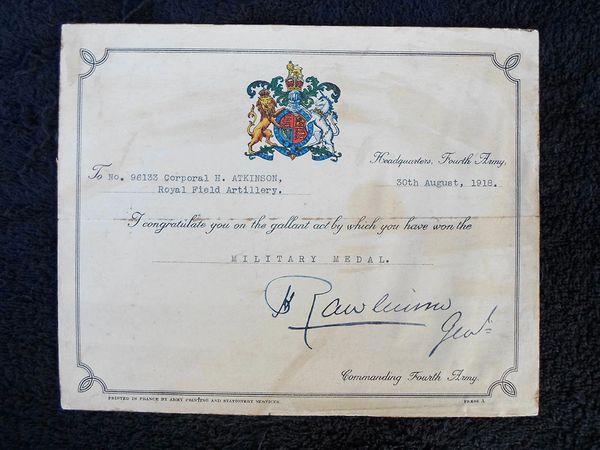 Headquarters, Fourth Army,
To No. 96133 Corporal H. ATKINSON,
30th August, 1918.
Royal Field Artillery.
I congratulate you on the gallant act by which you have won the
MILITARY MEDAL.
H Rawlinson
Genl.
Commanding Fourth Army.
PRINTED IN FRANCE BY ARMY PRINTING AND STATIONERY SERVICES.
PRESS A